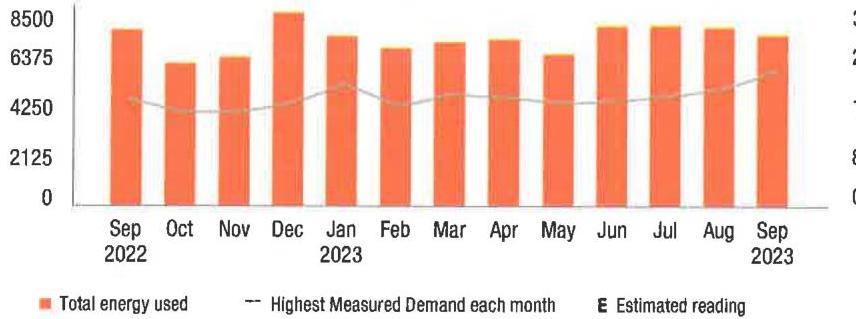 8500
6375
4250
2125
0
Sep Oct Nov Dec Jan Feb Mar Apr May Jun Jul Aug Sep
2022 2023 2023
Total energy used Highest Measured Demand each month E Estimated reading